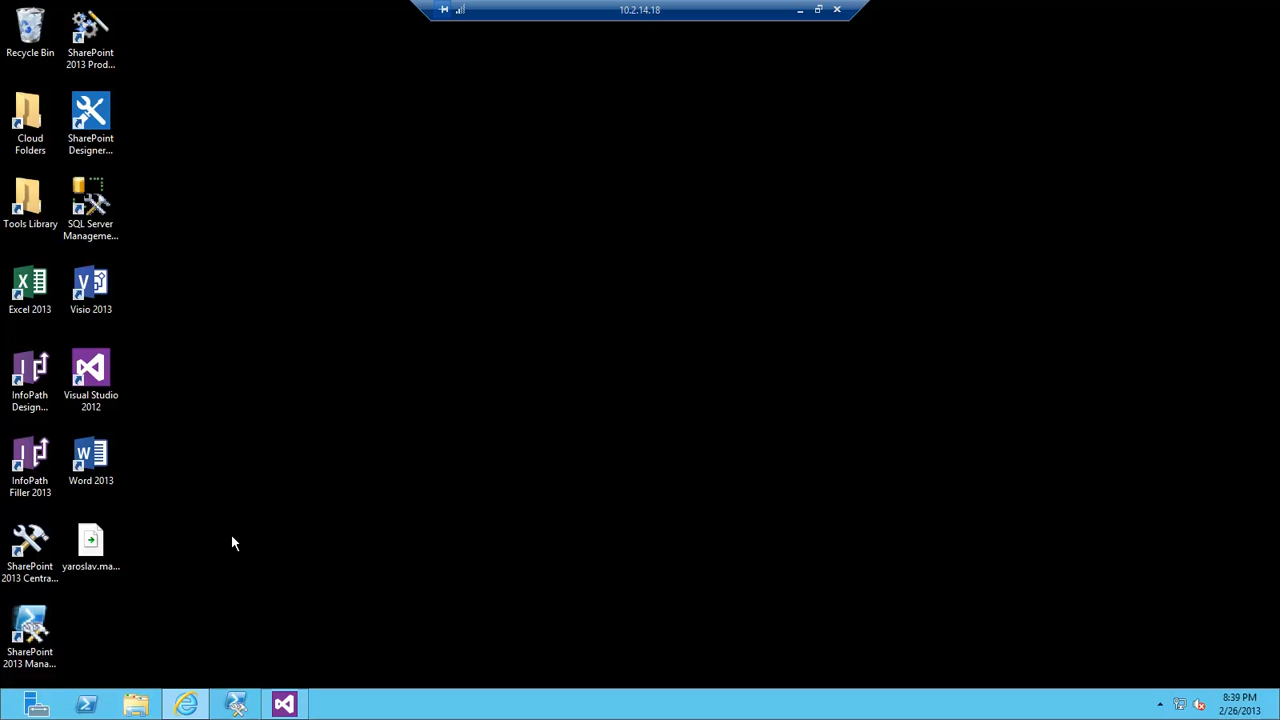 10.2.14.18
Recycle Bin
SharePoint
2013 Prod...
Cloud
Folders
SharePoint
Designer...
Tools Library
SQL Server
Manageme...
Excel 2013
Visio 2013
InfoPath
Design...
Visual Studio
2012
InfoPath
Filler 2013
Word 2013
SharePoint
2013 Centra...
yaroslav.ma...
SharePoint
2013 Mana...
8:39 PM
2/26/2013